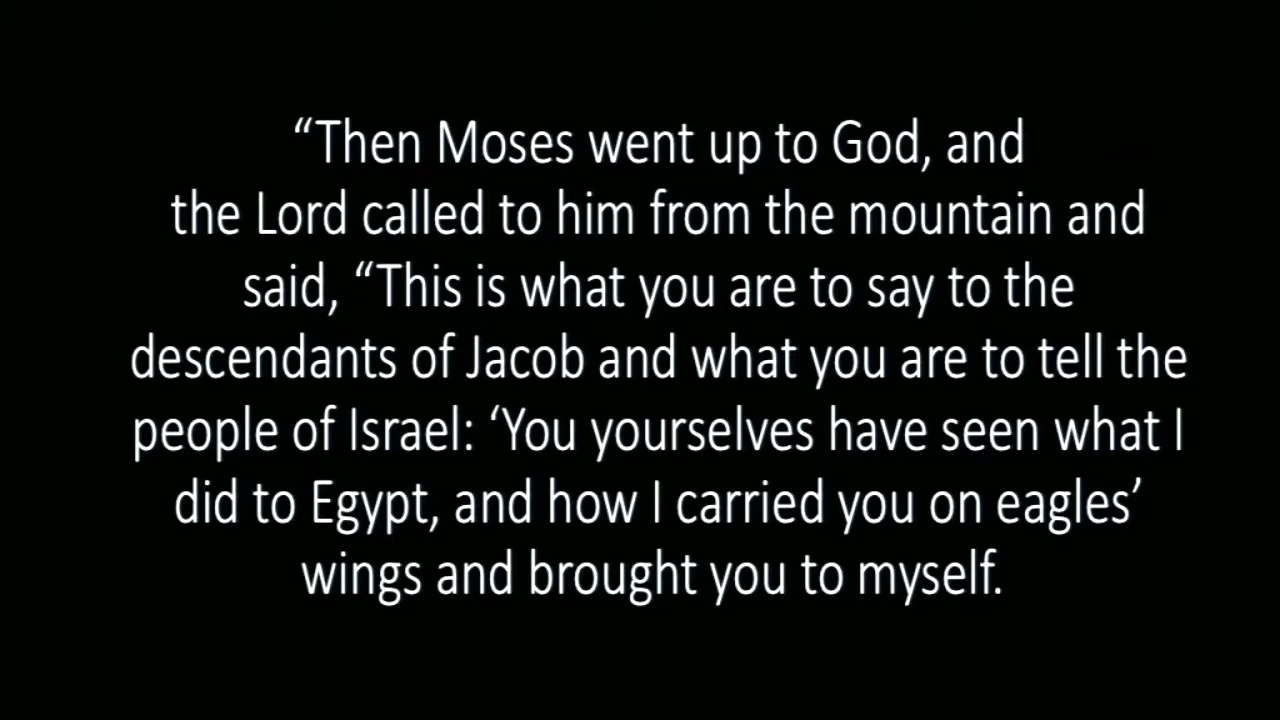 “Then Moses went up to God, and
the Lord called to him from the mountain and
said, “This is what you are to say to the
descendants of Jacob and what you are to tell the
people of Israel: ‘You yourselves have seen what I
did to Egypt, and how I carried you on eagles’
wings and brought you to myself.